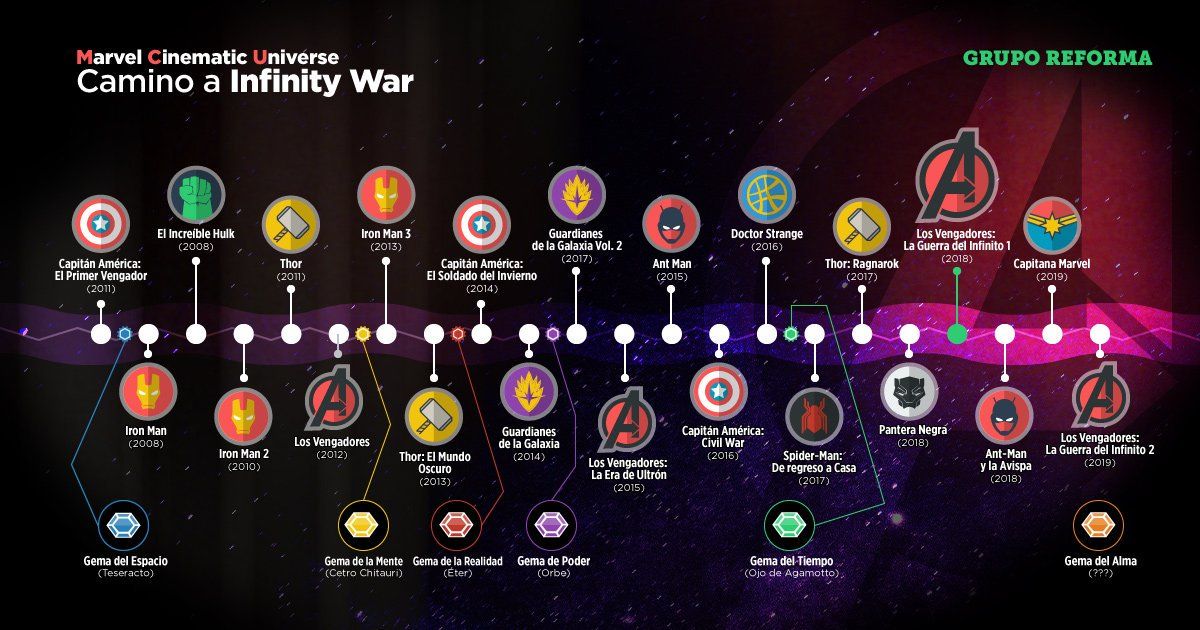 Marvel Cinematic Universe
Camino a Infinity War
GRUPO REFORMA
Capitán América:
El Primer Vengador
(2011)
El Increíble Hulk
(2008)
Thor
(2011)
Iron Man 3
(2013)
Capitán América:
El Soldado del Invierno
(2014)
Guardianes
de la Galaxia Vol. 2
(2017)
Ant Man
(2015)
Doctor Strange
(2016)
Thor: Ragnarok
(2017)
Los Vengadores:
La Guerra del Infinito 1
(2018)
Capitana Marvel
(2019)
Iron Man
(2008)
Iron Man 2
(2010)
Los Vengadores
(2012)
Thor: El Mundo
Oscuro
(2013)
Guardianes
de la Galaxia
(2014)
Los Vengadores:
La Era de Ultrón
(2015)
Capitán América:
Civil War
(2016)
Spider-Man:
De regreso a Casa
(2017)
Pantera Negra
(2018)
Ant-Man
y la Avispa
(2018)
Los Vengadores:
La Guerra del Infinito 2
(2019)
Gema del Espacio
(Teseracto)
Gema de la Mente
(Cetro Chitauri)
Gema de la Realidad
(Éter)
Gema de Poder
(Orbe)
Gema del Tiempo
(Ojo de Agamotto)
Gema del Alma
(???)